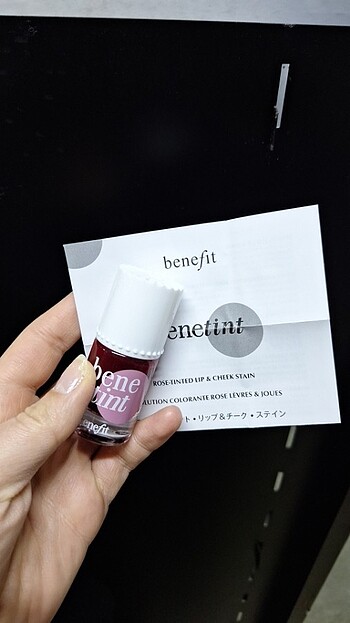 benefit
enetint
ROSE-TINTED LIP & CHEEK STAIN
LUTION COLORANTE ROSE LÈVRES & JOUES
ト・リップ＆チーク・ステイン
bene
tint
benefit